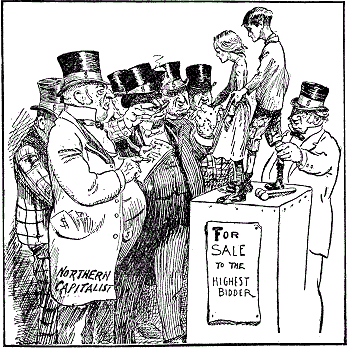 NORTHERN
CAPITALIST
FOR
SALE
TO THE
HIGHEST
BIDDER